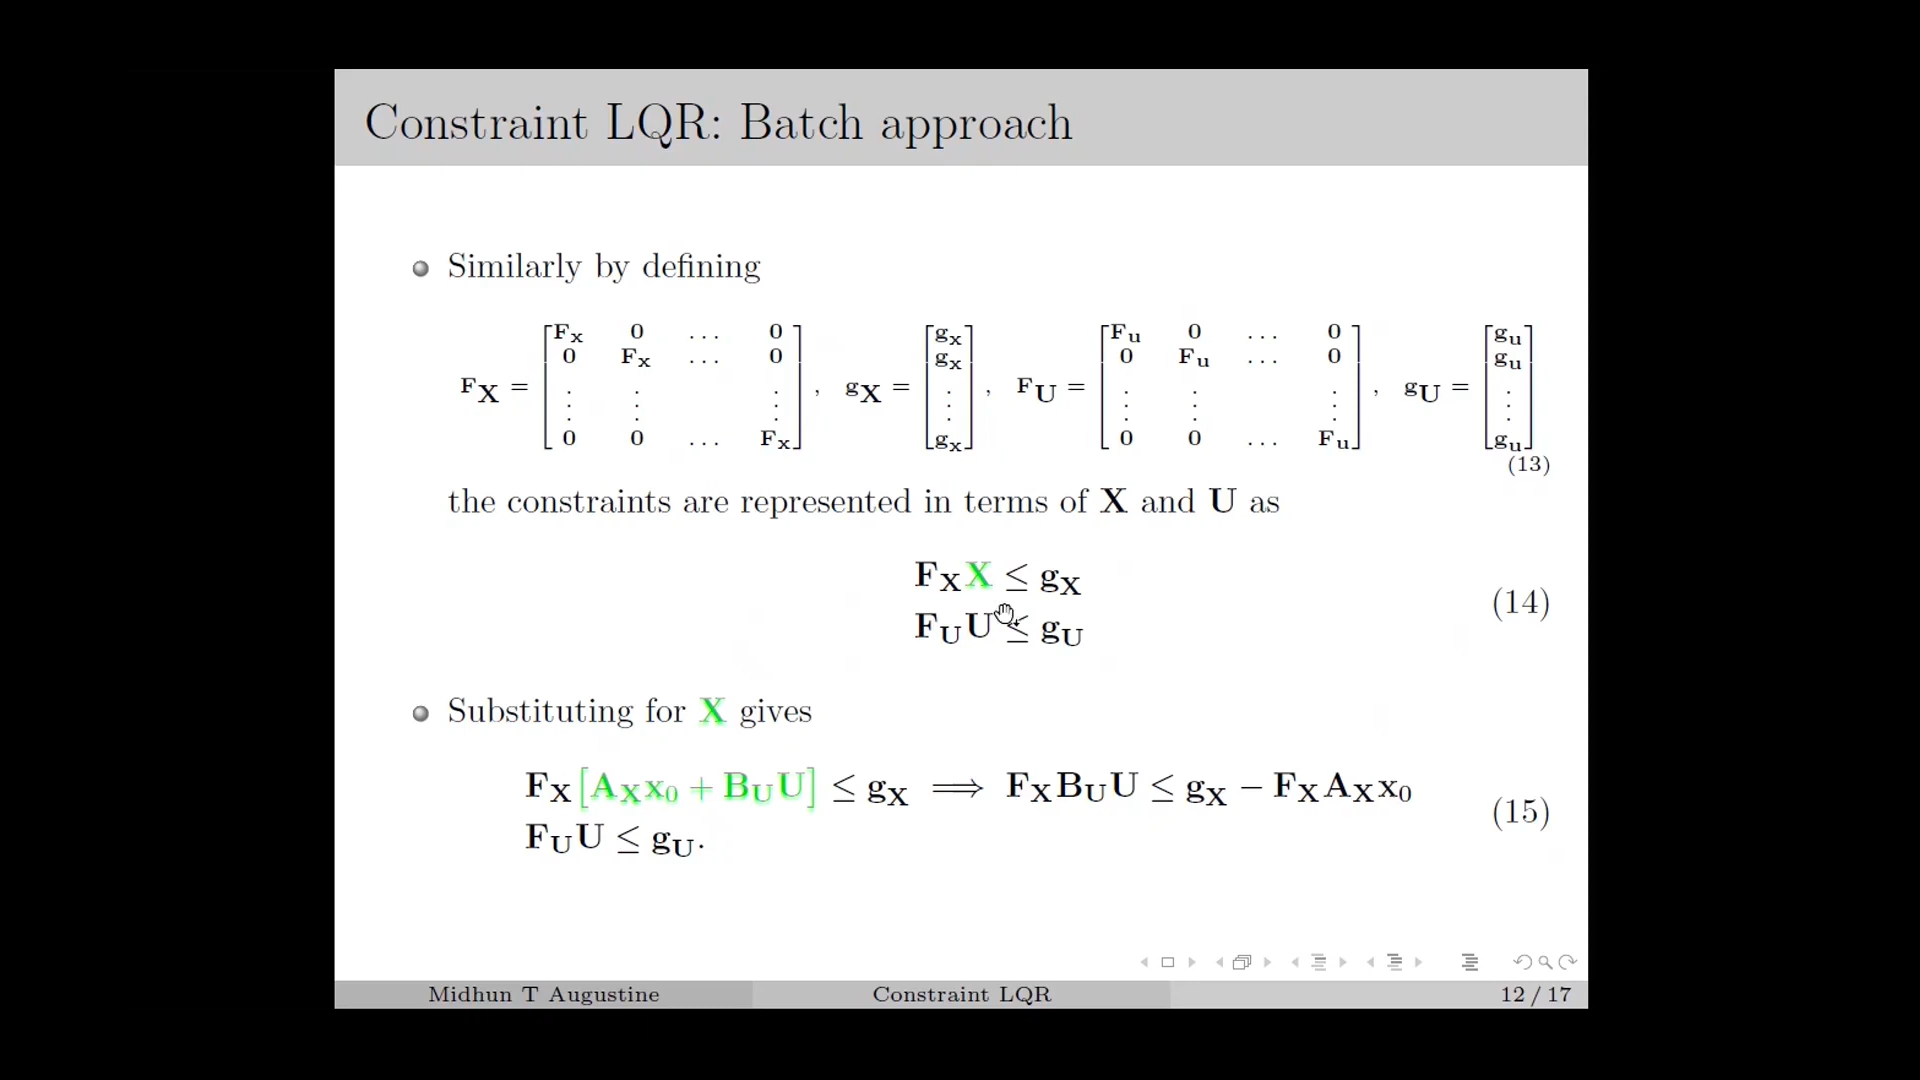 Constraint LQR: Batch approach
Similarly by defining
F_X = [F_x 0 ... 0; 0 F_x ... 0; ⋮ ⋮ ⋮; 0 0 ... F_x], g_X = [g_x; g_x; ⋮; g_x], F_U = [F_u 0 ... 0; 0 F_u ... 0; ⋮ ⋮ ⋮; 0 0 ... F_u], g_U = [g_u; g_u; ⋮; g_u]
(13)
the constraints are represented in terms of X and U as
F_X X ≤ g_X
F_U U ≤ g_U
(14)
Substituting for X gives
F_X [A_X x_0 + B_U U] ≤ g_X ⟹ F_X B_U U ≤ g_X − F_X A_X x_0
F_U U ≤ g_U.
(15)
Midhun T Augustine Constraint LQR 12 / 17